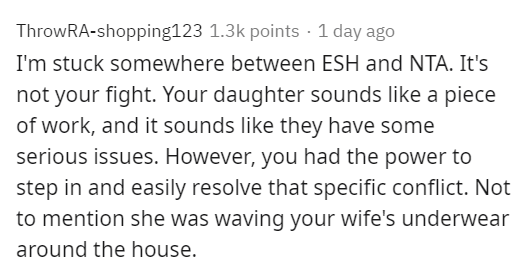 ThrowRA-shopping123 1.3k points · 1 day ago
I'm stuck somewhere between ESH and NTA. It's
not your fight. Your daughter sounds like a piece
of work, and it sounds like they have some
serious issues. However, you had the power to
step in and easily resolve that specific conflict. Not
to mention she was waving your wife's underwear
around the house.